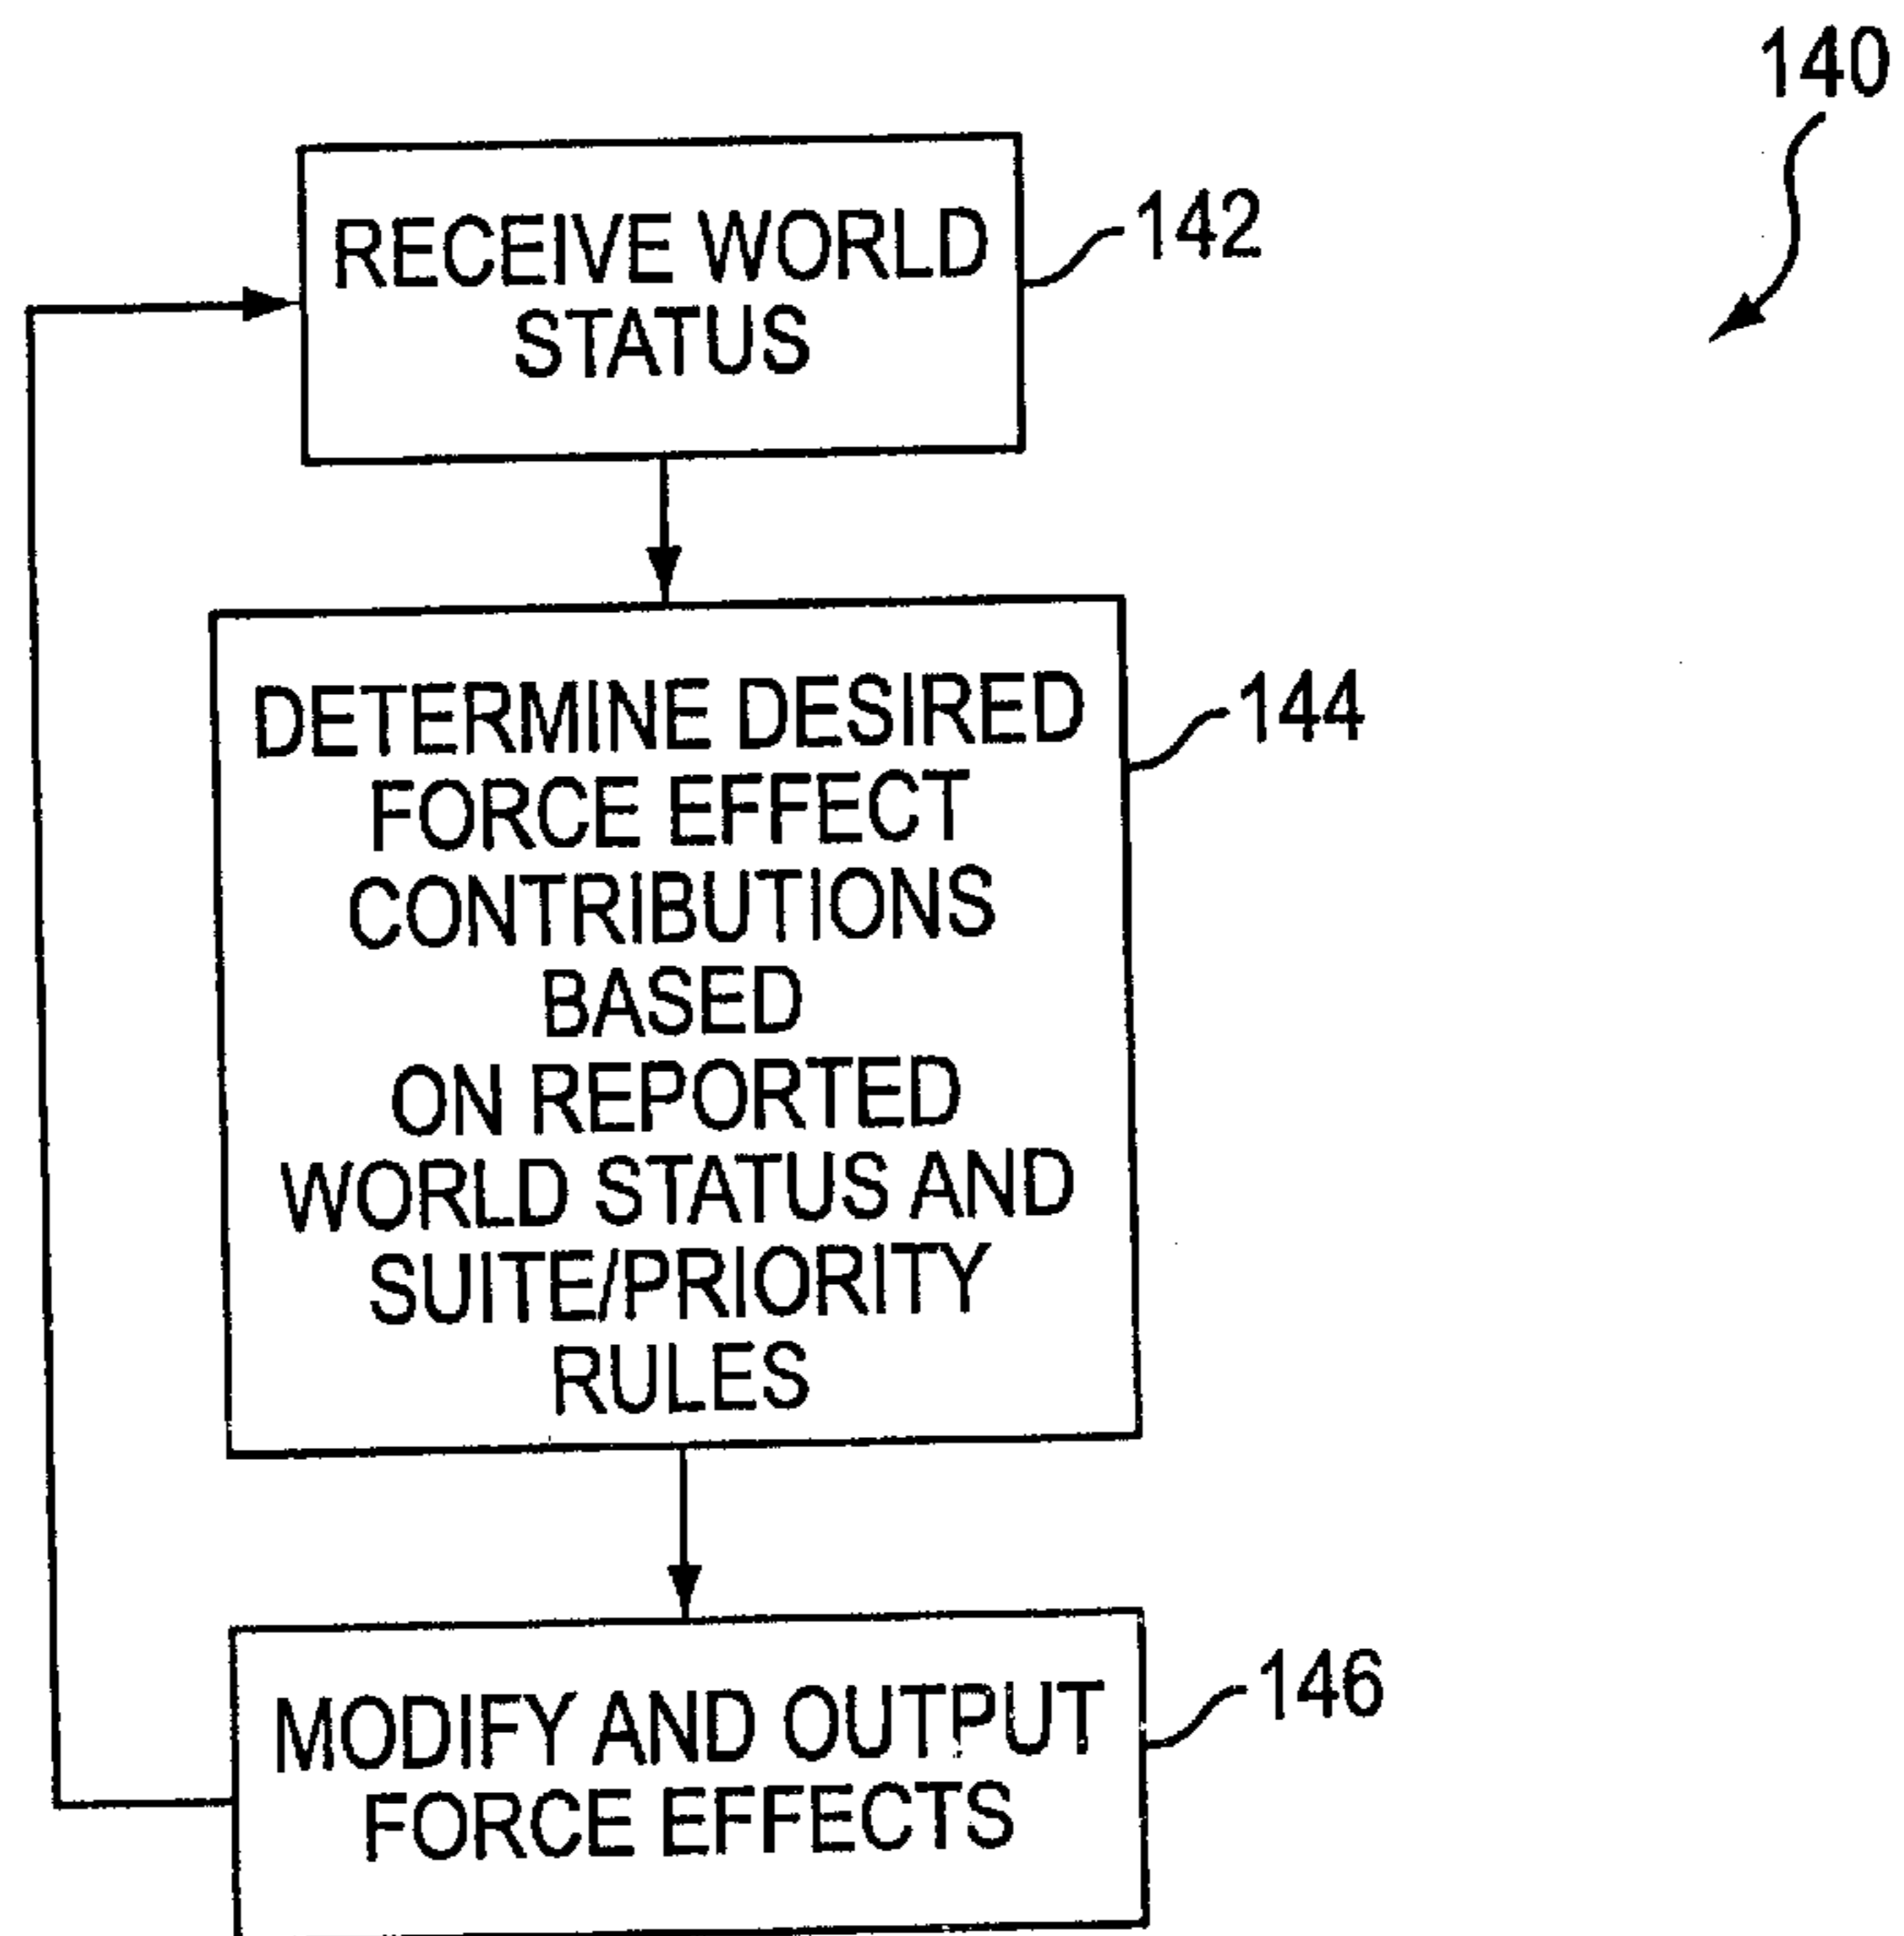 140
RECEIVE WORLD
STATUS
142
DETERMINE DESIRED
FORCE EFFECT
CONTRIBUTIONS
BASED
ON REPORTED
WORLD STATUS AND
SUITE/PRIORITY
RULES
144
MODIFY AND OUTPUT
FORCE EFFECTS
146